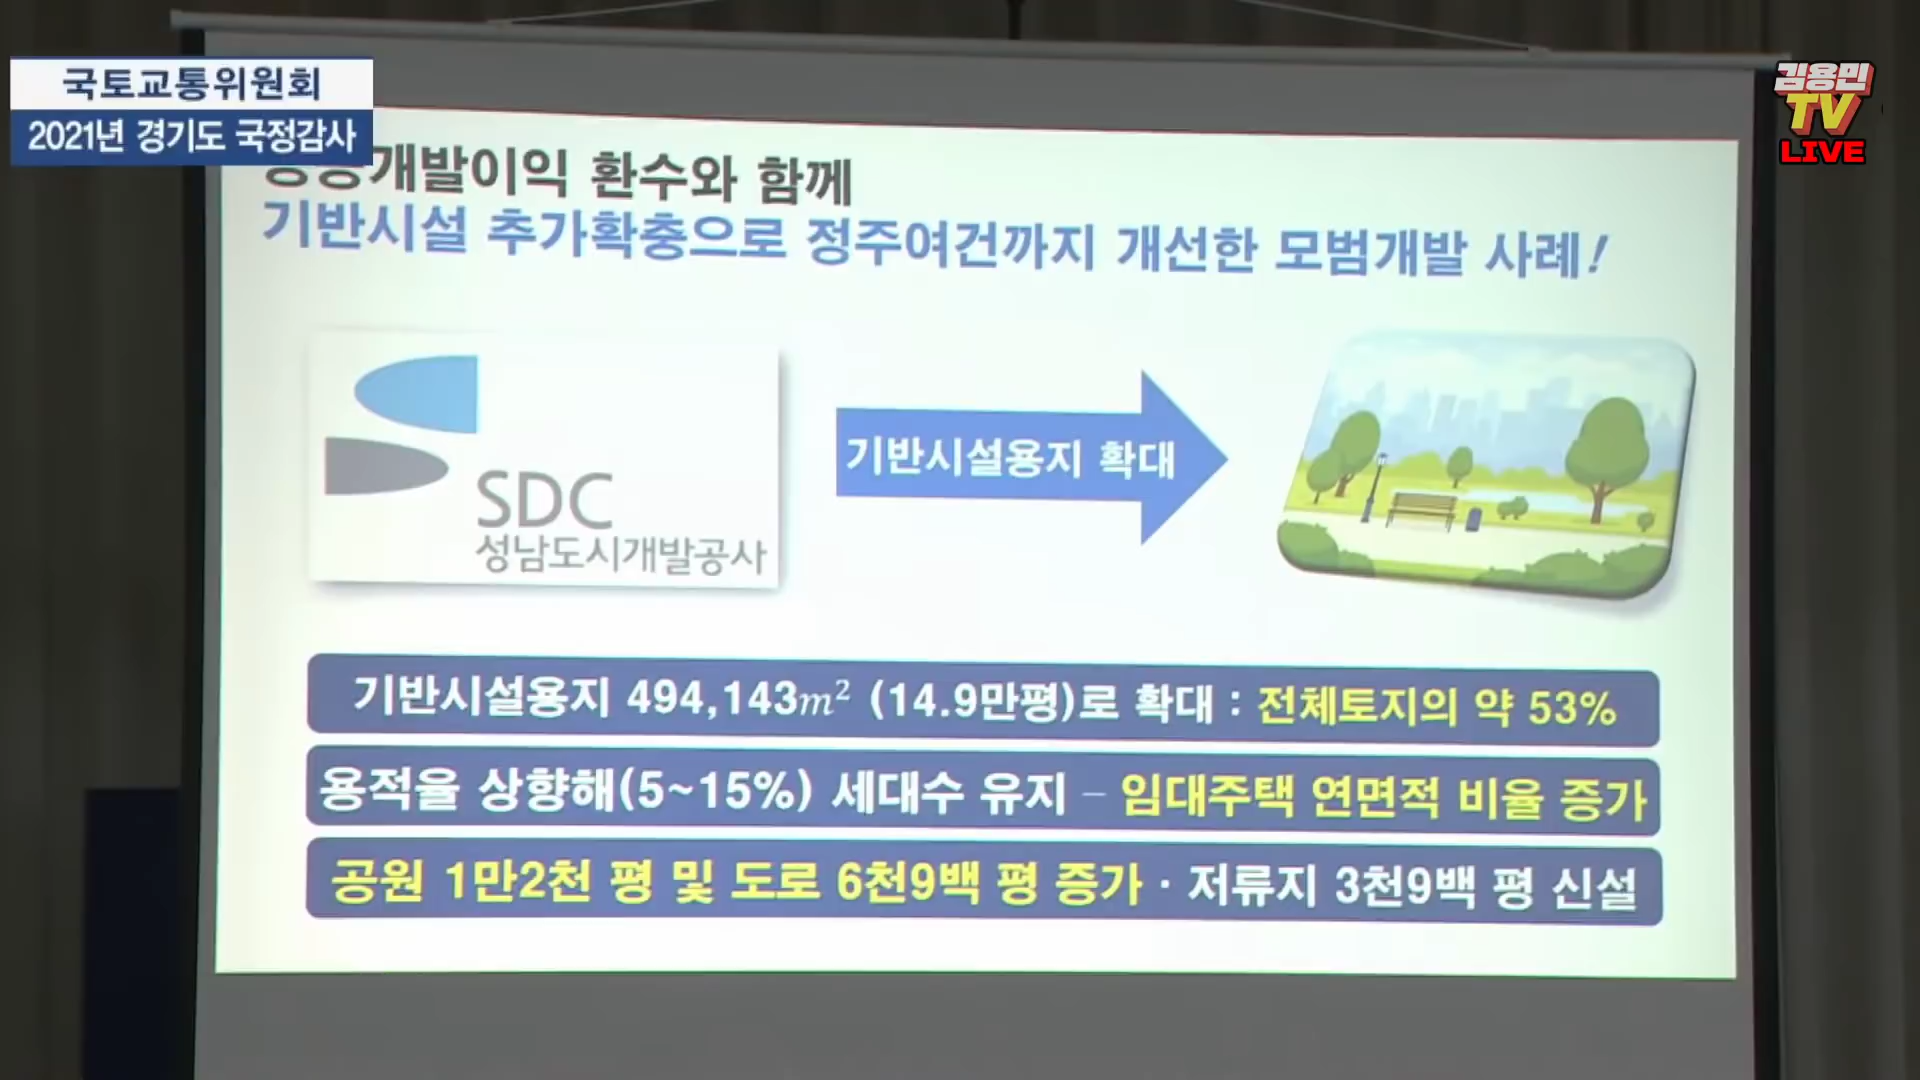 국토교통위원회
2021년 경기도 국정감사
김용민
TV
LIVE
개발이익 환수와 함께
기반시설 추가확충으로 정주여건까지 개선한 모범개발 사례!
SDC
성남도시개발공사
기반시설용지 확대
기반시설용지 494,143m² (14.9만평)로 확대 : 전체토지의 약 53%
용적율 상향해(5~15%) 세대수 유지 – 임대주택 연면적 비율 증가
공원 1만2천 평 및 도로 6천9백 평 증가 · 저류지 3천9백 평 신설